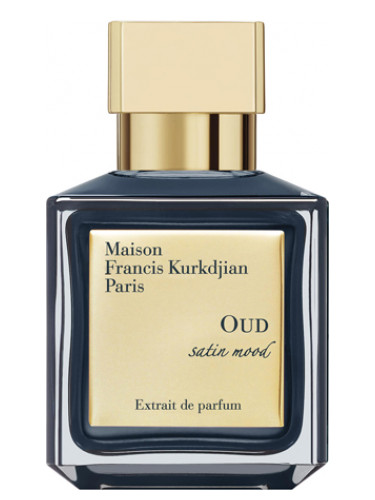 Maison
Francis Kurkdjian
Paris
OUD
satin mood
Extrait de parfum